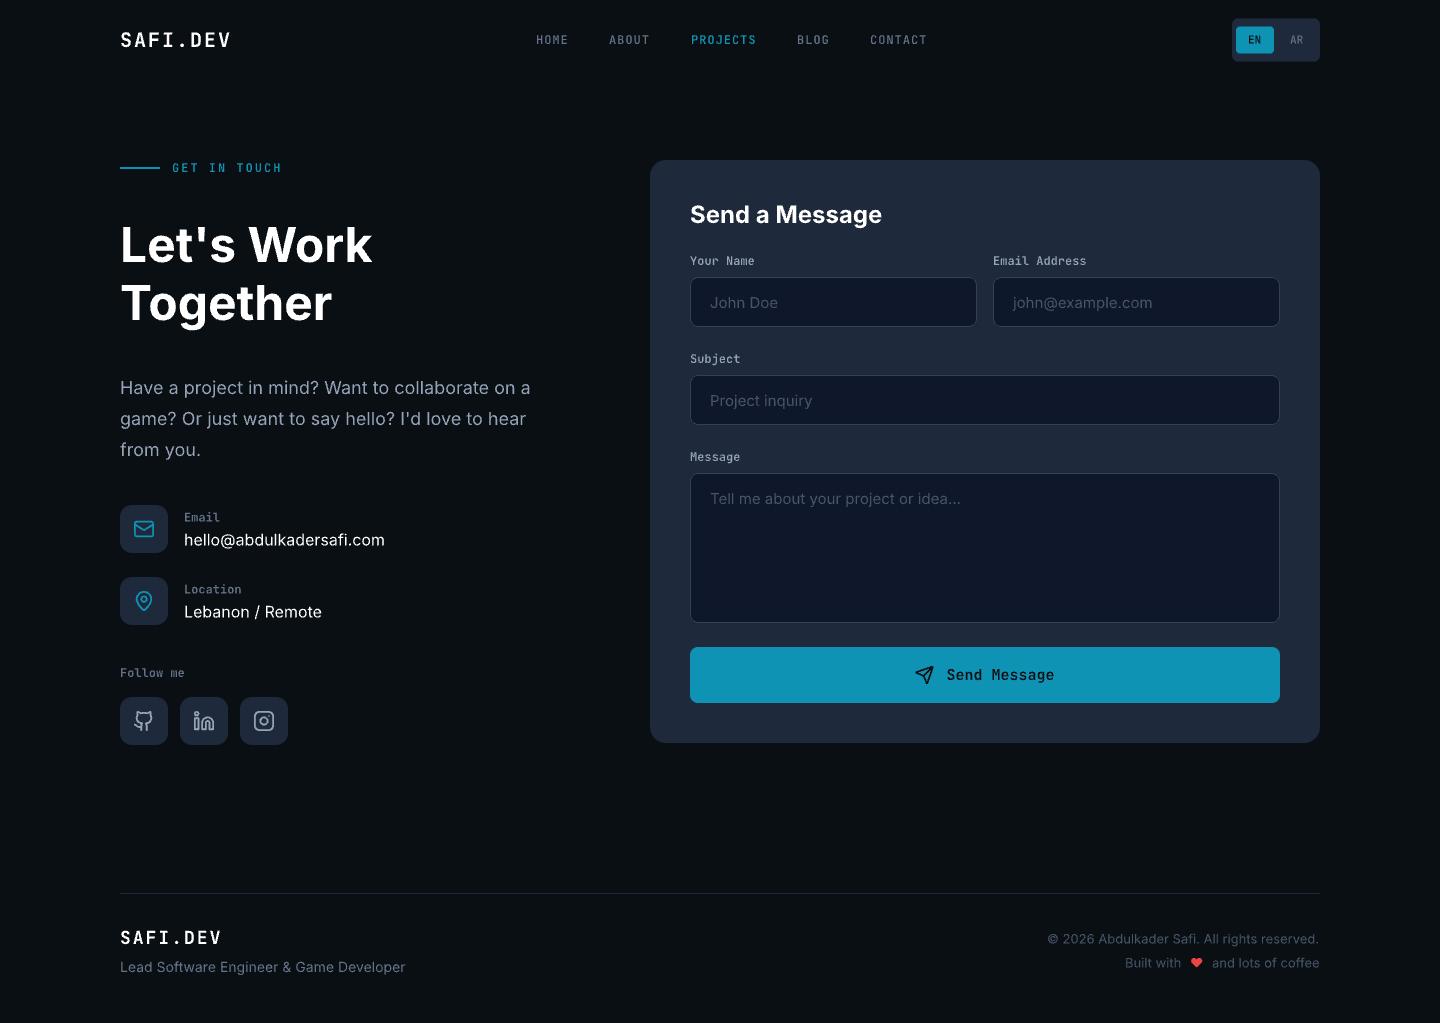 SAFI.DEV
HOME
ABOUT
PROJECTS
BLOG
CONTACT
EN
AR
GET IN TOUCH
Let's Work
Together
Have a project in mind? Want to collaborate on a
game? Or just want to say hello? I'd love to hear
from you.
Email
hello@abdulkadersafi.com
Location
Lebanon / Remote
Follow me
Send a Message
Your Name
Email Address
John Doe
john@example.com
Subject
Project inquiry
Message
Tell me about your project or idea...
Send Message
SAFI.DEV
Lead Software Engineer & Game Developer
© 2026 Abdulkader Safi. All rights reserved.
Built with ♥ and lots of coffee